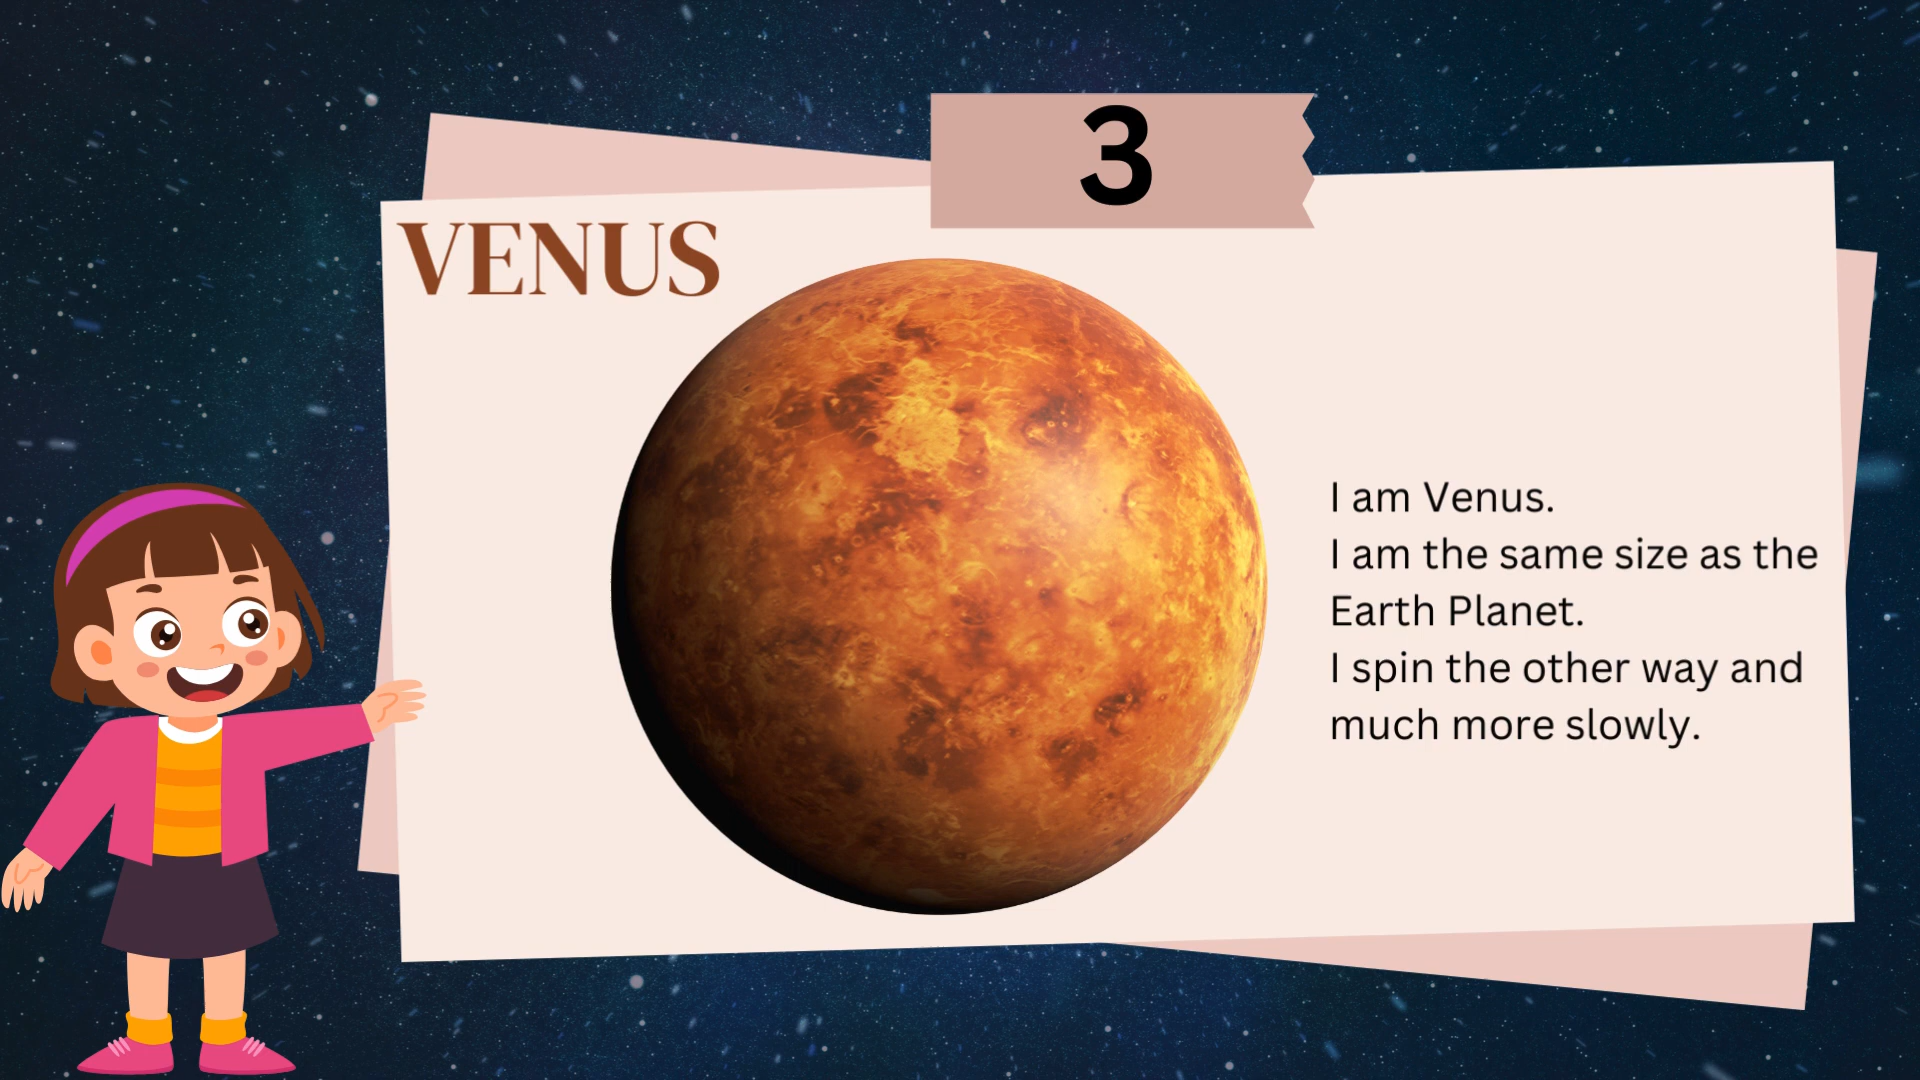 3
VENUS
I am Venus.
I am the same size as the
Earth Planet.
I spin the other way and
much more slowly.